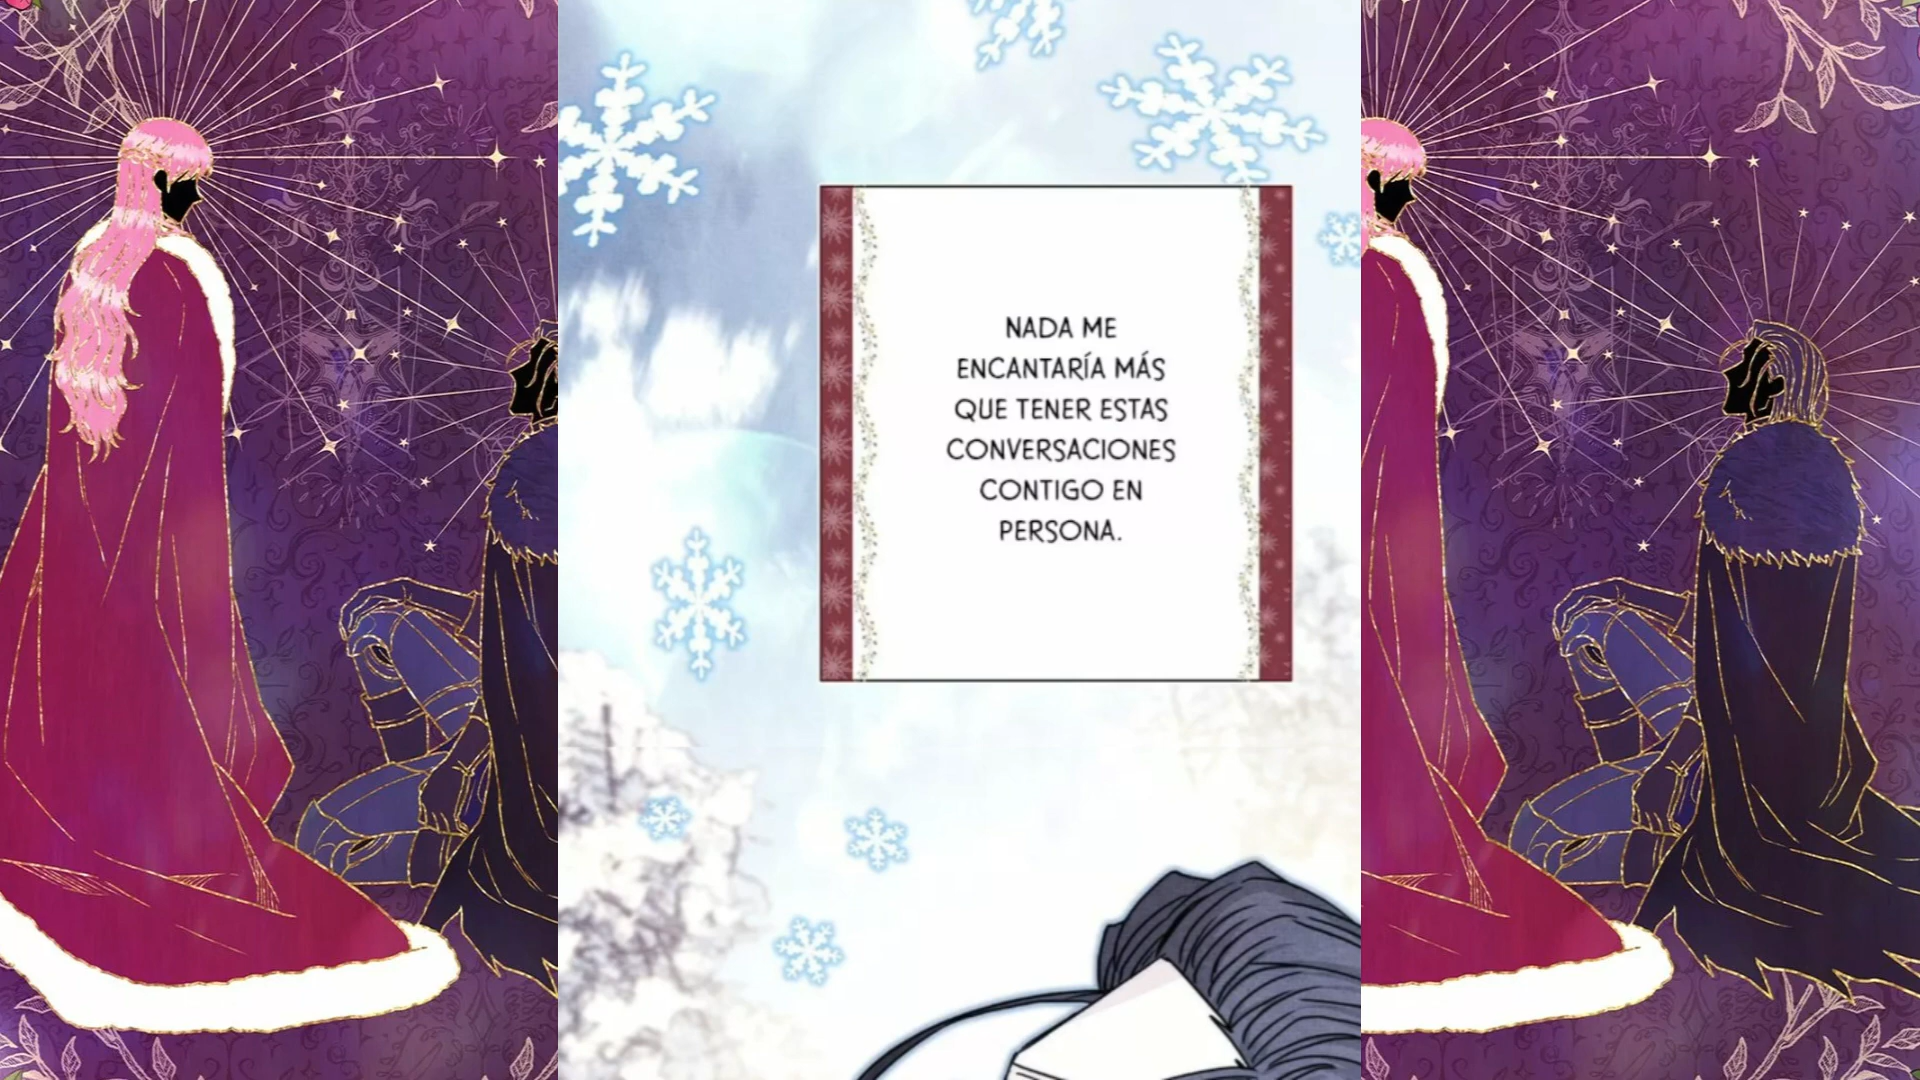 NADA ME
ENCANTARÍA MÁS
QUE TENER ESTAS
CONVERSACIONES
CONTIGO EN
PERSONA.